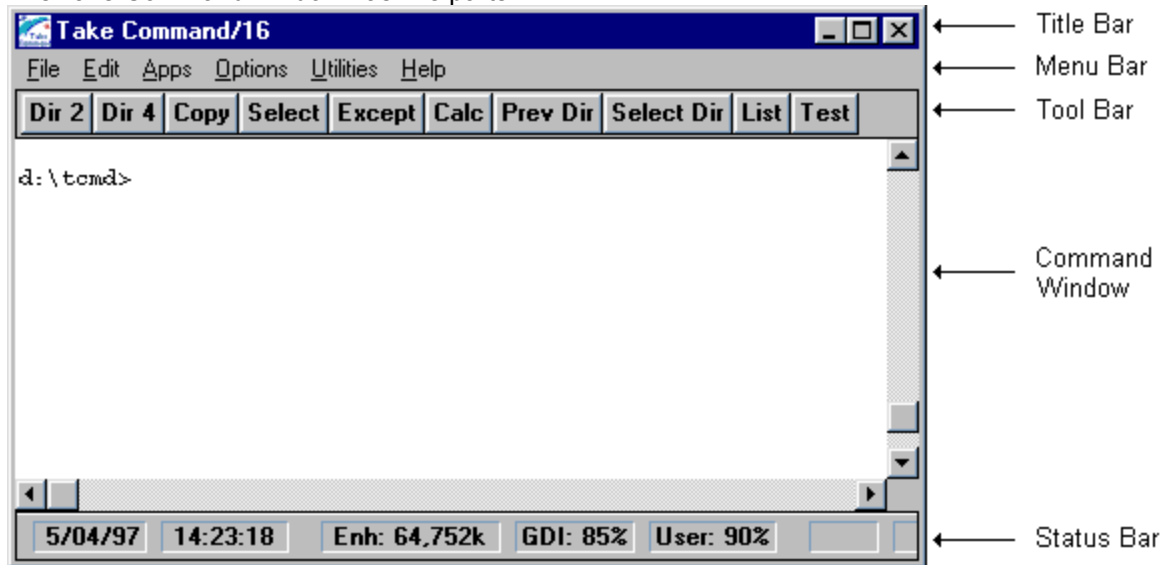 Take Command/16
Title Bar
File Edit Apps Options Utilities Help
Menu Bar
Dir 2 Dir 4 Copy Select Except Calc Prev Dir Select Dir List Test
Tool Bar
d:\tcmd>
Command
Window
5/04/97 14:23:18 Enh: 64,752k GDI: 85% User: 90%
Status Bar